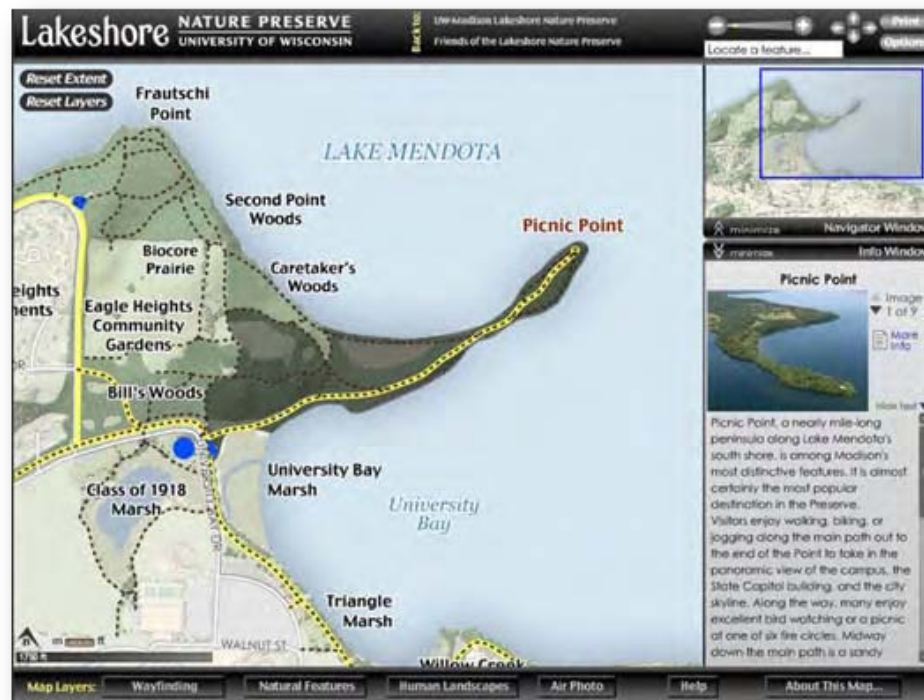 Lakeshore NATURE PRESERVE
UNIVERSITY OF WISCONSIN
Back to:
UW-Madison Lakeshore Nature Preserve
Friends of the Lakeshore Nature Preserve
Locate a feature...
Print
Option
Reset Extent
Reset Layers
Frautschi
Point
LAKE MENDOTA
Second Point
Woods
Picnic Point
Biocore
Prairie
Caretaker's
Woods
eights
ments
Eagle Heights
Community
Gardens
DR
Bill's Woods
University Bay
Marsh
Class of 1918
Marsh
University
Bay
Triangle
Marsh
WALNUT ST
Willow Creek
minimize Navigator Window
minimize Info Window
Picnic Point
Image
1 of 9
More
Info
Main text
Picnic Point, a nearly mile-long
peninsula along Lake Mendota's
south shore, is among Madison's
most distinctive features. It is almost
certainly the most popular
destination in the Preserve.
Visitors enjoy walking, biking, or
jogging along the main path out to
the end of the Point to take in the
panoramic view of the campus, the
State Capitol building, and the city
skyline. Along the way, many enjoy
excellent bird watching or a picnic
at one of six fire circles. Midway
down the main path is a sandy
Map Layers: Wayfinding Natural Features Human Landscapes Air Photo Help About This Map...